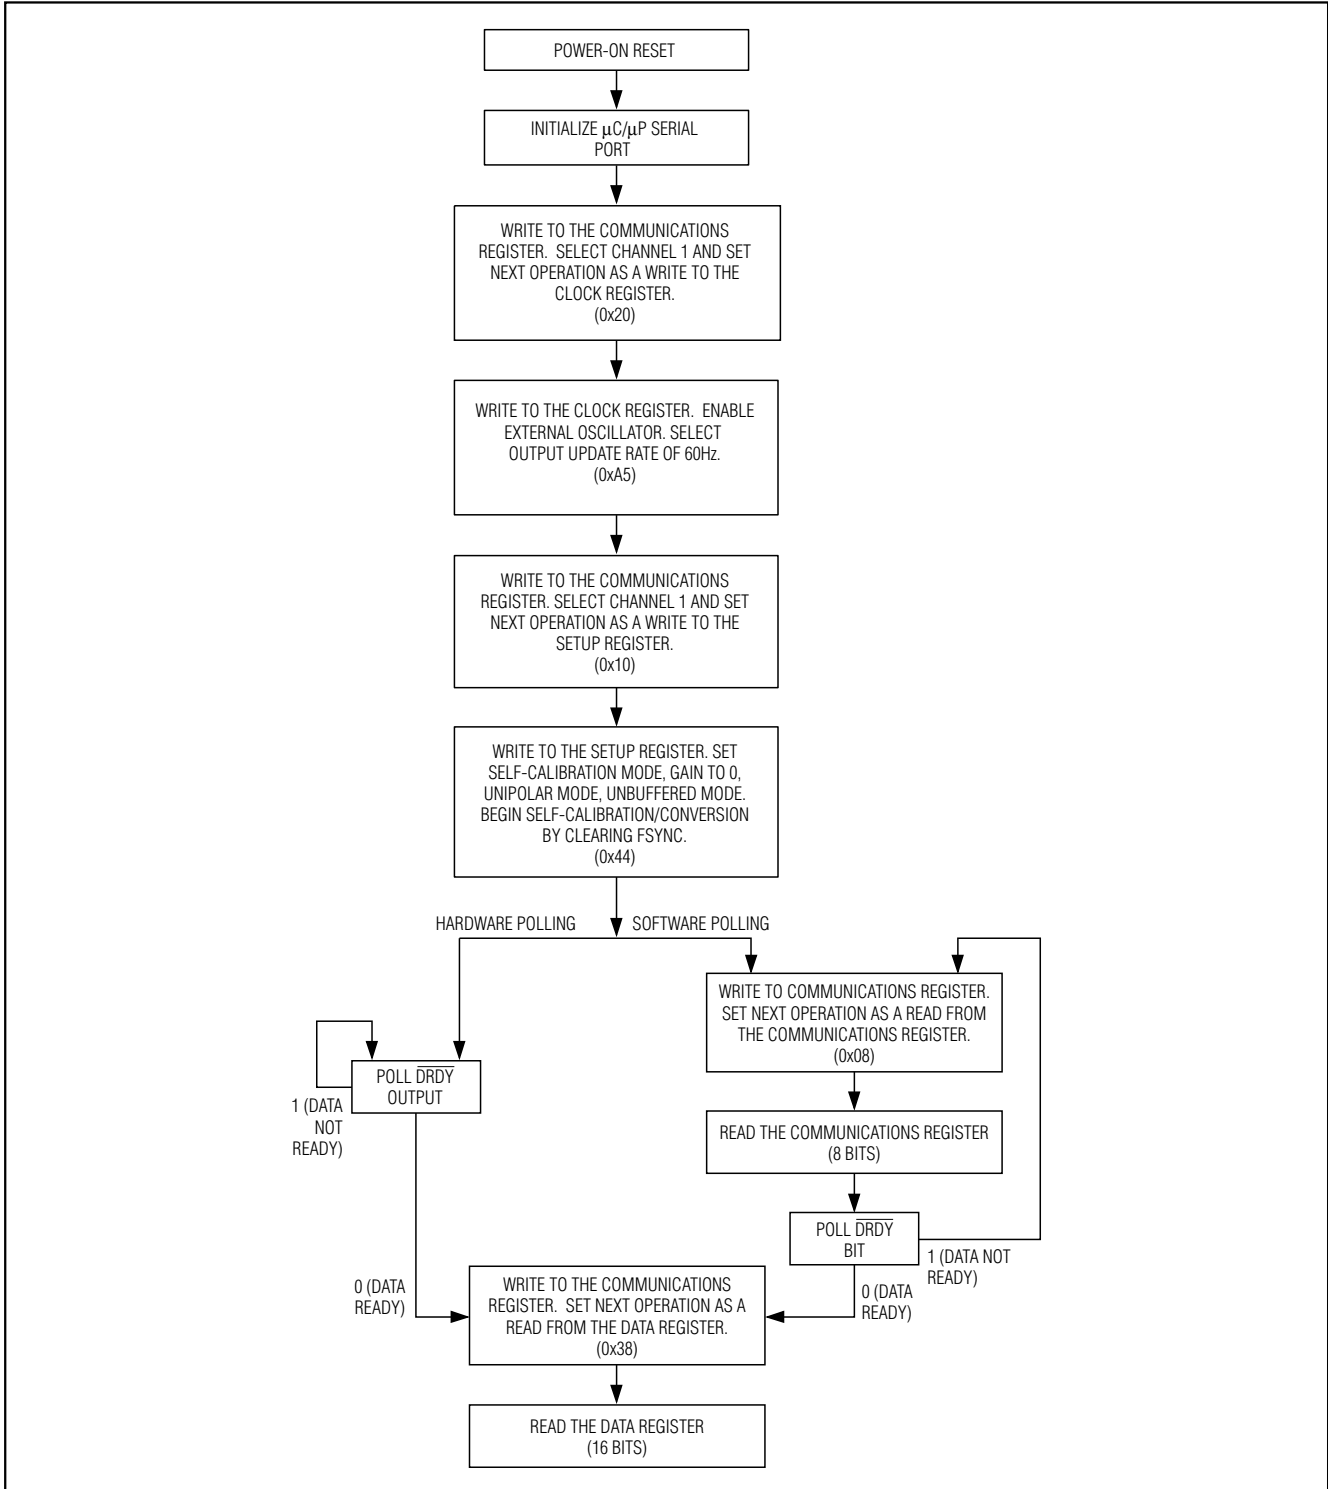 POWER-ON RESET
INITIALIZE μC/μP SERIAL
PORT
WRITE TO THE COMMUNICATIONS
REGISTER.  SELECT CHANNEL 1 AND SET
NEXT OPERATION AS A WRITE TO THE
CLOCK REGISTER.
(0x20)
WRITE TO THE CLOCK REGISTER.  ENABLE
EXTERNAL OSCILLATOR. SELECT
OUTPUT UPDATE RATE OF 60Hz.
(0xA5)
WRITE TO THE COMMUNICATIONS
REGISTER. SELECT CHANNEL 1 AND SET
NEXT OPERATION AS A WRITE TO THE
SETUP REGISTER.
(0x10)
WRITE TO THE SETUP REGISTER. SET
SELF-CALIBRATION MODE, GAIN TO 0,
UNIPOLAR MODE, UNBUFFERED MODE.
BEGIN SELF-CALIBRATION/CONVERSION
BY CLEARING FSYNC.
(0x44)
HARDWARE POLLING
SOFTWARE POLLING
WRITE TO COMMUNICATIONS REGISTER.
SET NEXT OPERATION AS A READ FROM
THE COMMUNICATIONS REGISTER.
(0x08)
POLL D̅R̅D̅Y̅
OUTPUT
1 (DATA
NOT
READY)
READ THE COMMUNICATIONS REGISTER
(8 BITS)
POLL D̅R̅D̅Y̅
BIT
1 (DATA NOT
READY)
0 (DATA
READY)
0 (DATA
READY)
WRITE TO THE COMMUNICATIONS
REGISTER.  SET NEXT OPERATION AS A
READ FROM THE DATA REGISTER.
(0x38)
READ THE DATA REGISTER
(16 BITS)